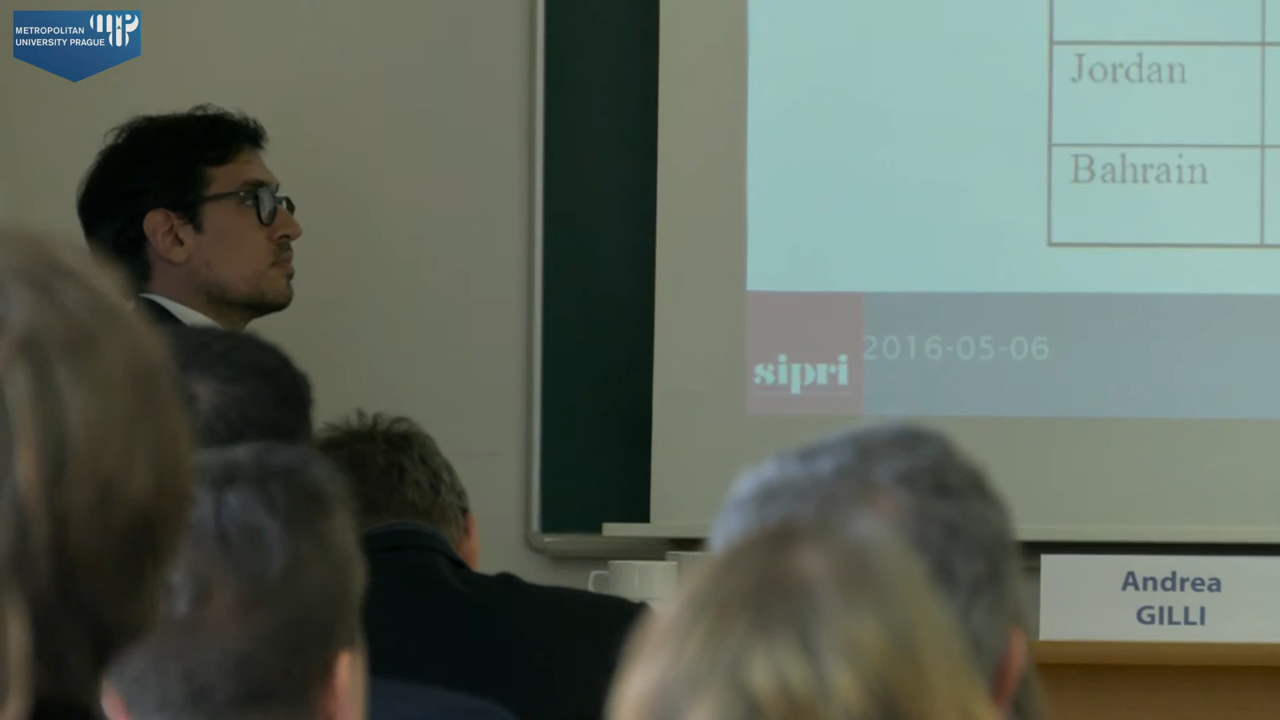 METROPOLITAN
UNIVERSITY PRAGUE
Jordan
Bahrain
sipri
2016-05-06
Andrea
GILLI